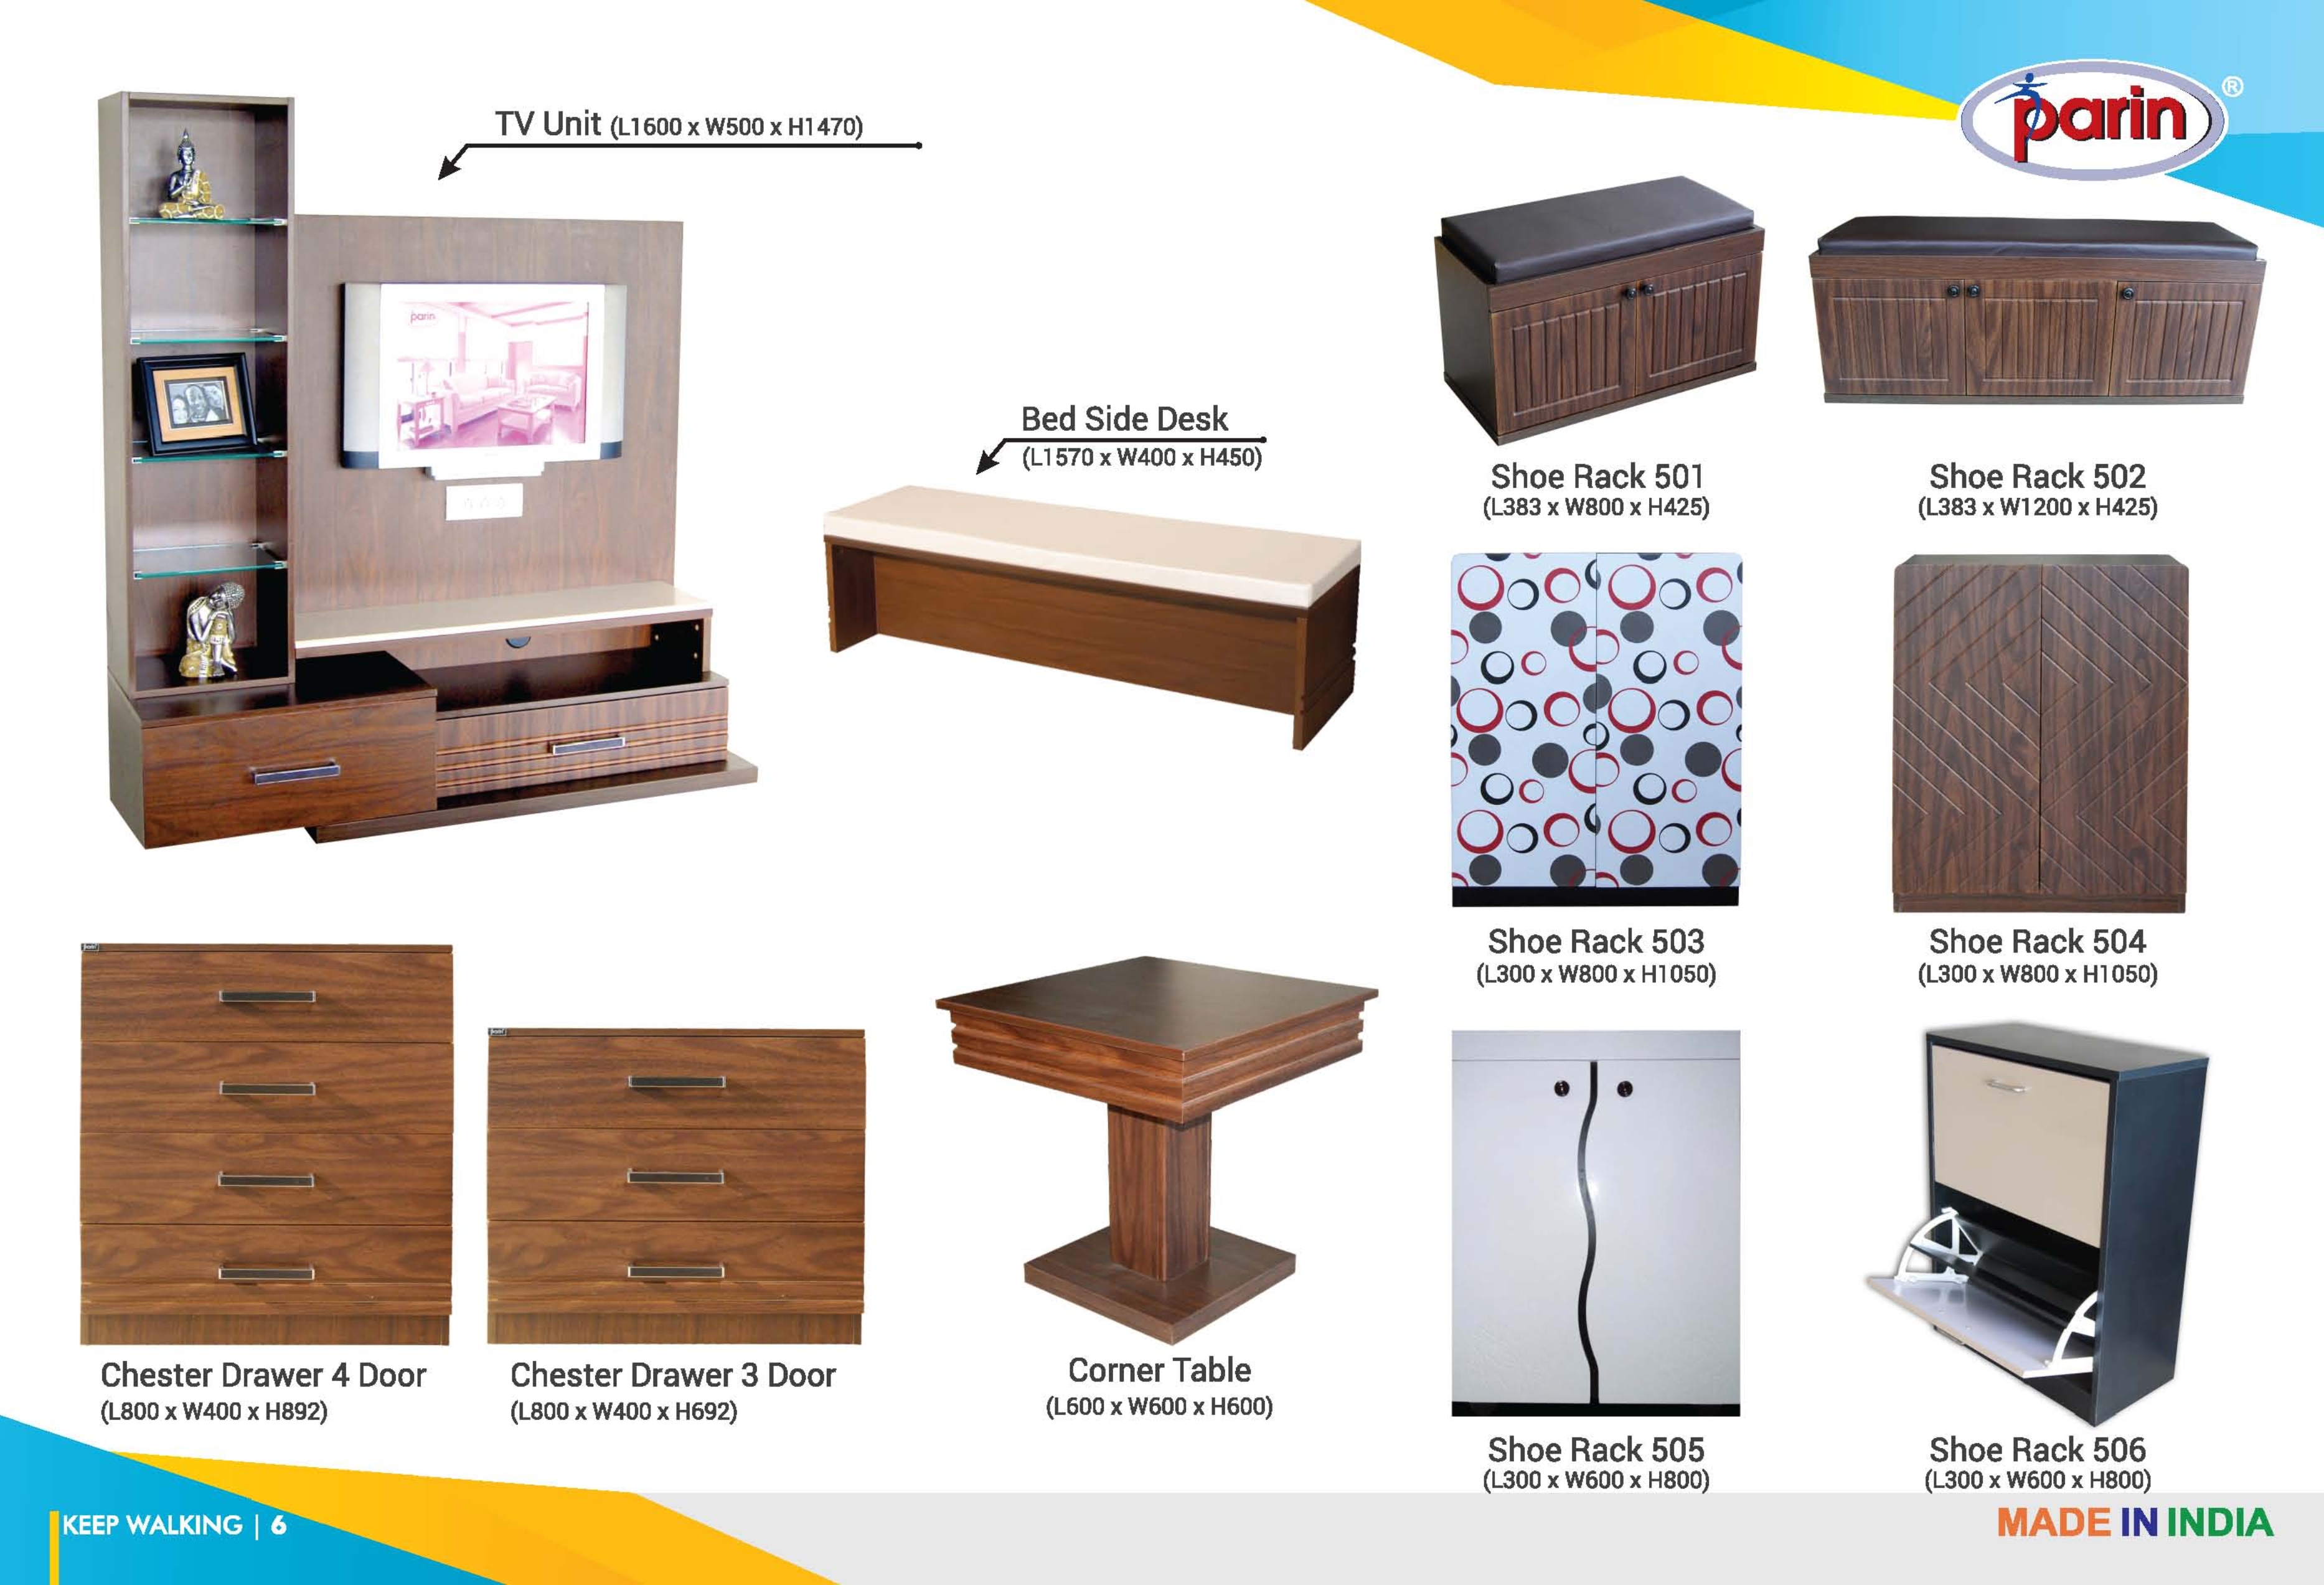 parin®
TV Unit (L1600 x W500 x H1470)
parin
Bed Side Desk
(L1570 x W400 x H450)
Shoe Rack 501
(L383 x W800 x H425)
Shoe Rack 502
(L383 x W1200 x H425)
Shoe Rack 503
(L300 x W800 x H1050)
Shoe Rack 504
(L300 x W800 x H1050)
parin
parin
Chester Drawer 4 Door
(L800 x W400 x H892)
Chester Drawer 3 Door
(L800 x W400 x H692)
Corner Table
(L600 x W600 x H600)
Shoe Rack 505
(L300 x W600 x H800)
Shoe Rack 506
(L300 x W600 x H800)
KEEP WALKING | 6
MADE IN INDIA